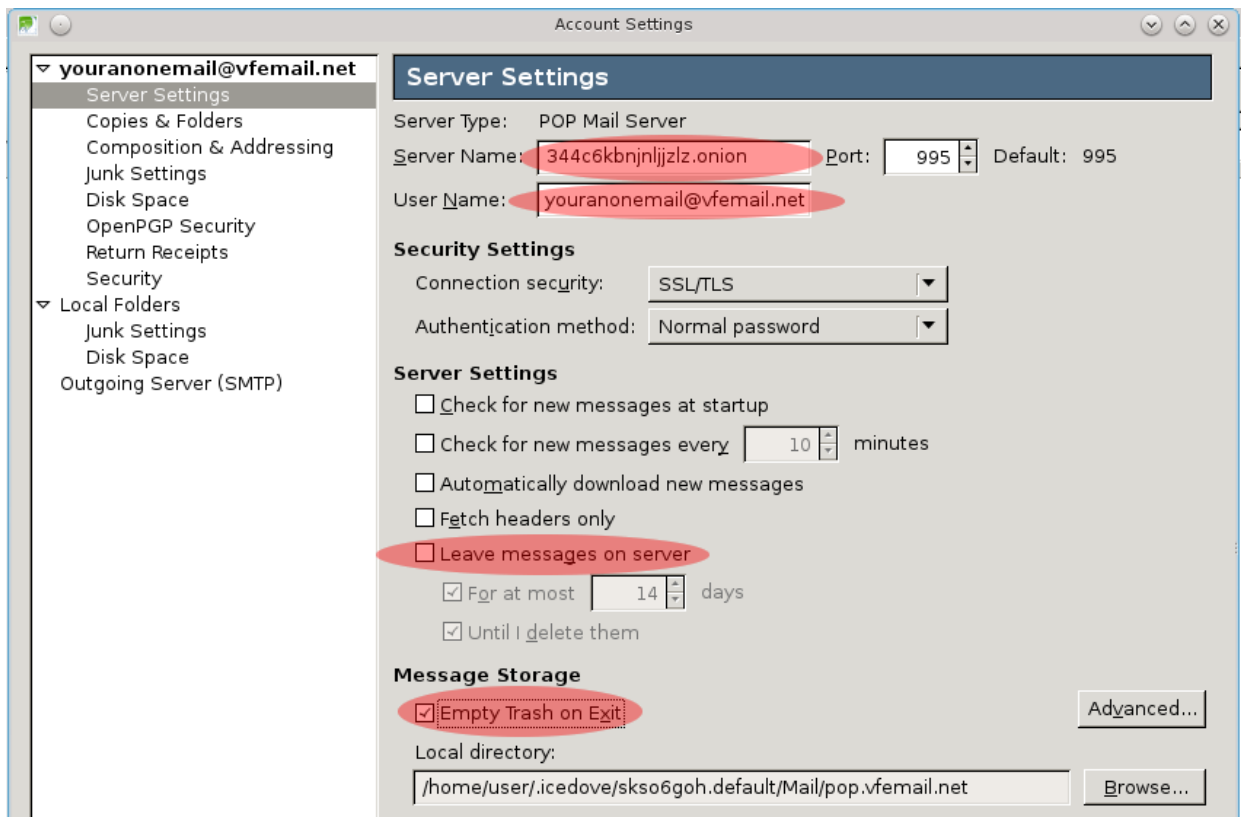 Account Settings
youranonemail@vfemail.net
Server Settings
Copies & Folders
Composition & Addressing
Junk Settings
Disk Space
OpenPGP Security
Return Receipts
Security
Local Folders
Junk Settings
Disk Space
Outgoing Server (SMTP)
Server Settings
Server Type: POP Mail Server
Server Name: 344c6kbnjnljjzlz.onion Port: 995 Default: 995
User Name: youranonemail@vfemail.net
Security Settings
Connection security: SSL/TLS
Authentication method: Normal password
Server Settings
Check for new messages at startup
Check for new messages every 10 minutes
Automatically download new messages
Fetch headers only
Leave messages on server
For at most 14 days
Until I delete them
Message Storage
Empty Trash on Exit
Advanced...
Local directory:
/home/user/.icedove/skso6goh.default/Mail/pop.vfemail.net Browse...